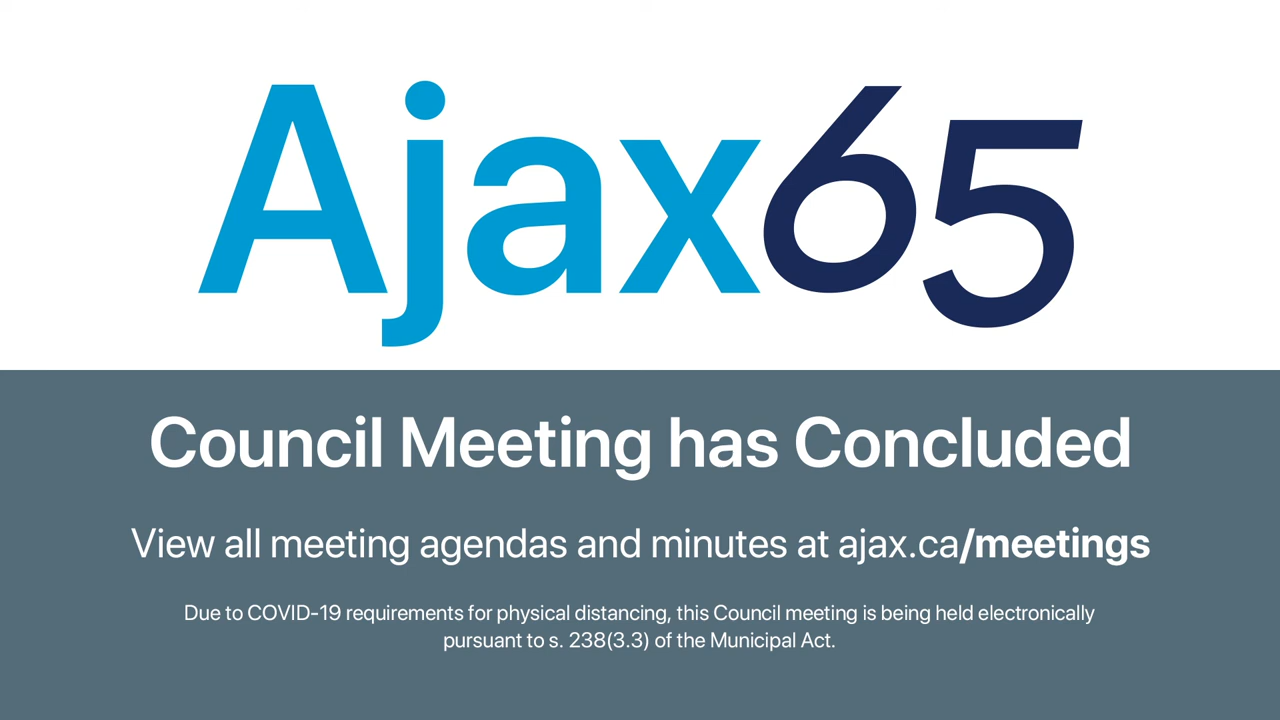 Ajax65
Council Meeting has Concluded
View all meeting agendas and minutes at ajax.ca/meetings
Due to COVID-19 requirements for physical distancing, this Council meeting is being held electronically
pursuant to s. 238(3.3) of the Municipal Act.